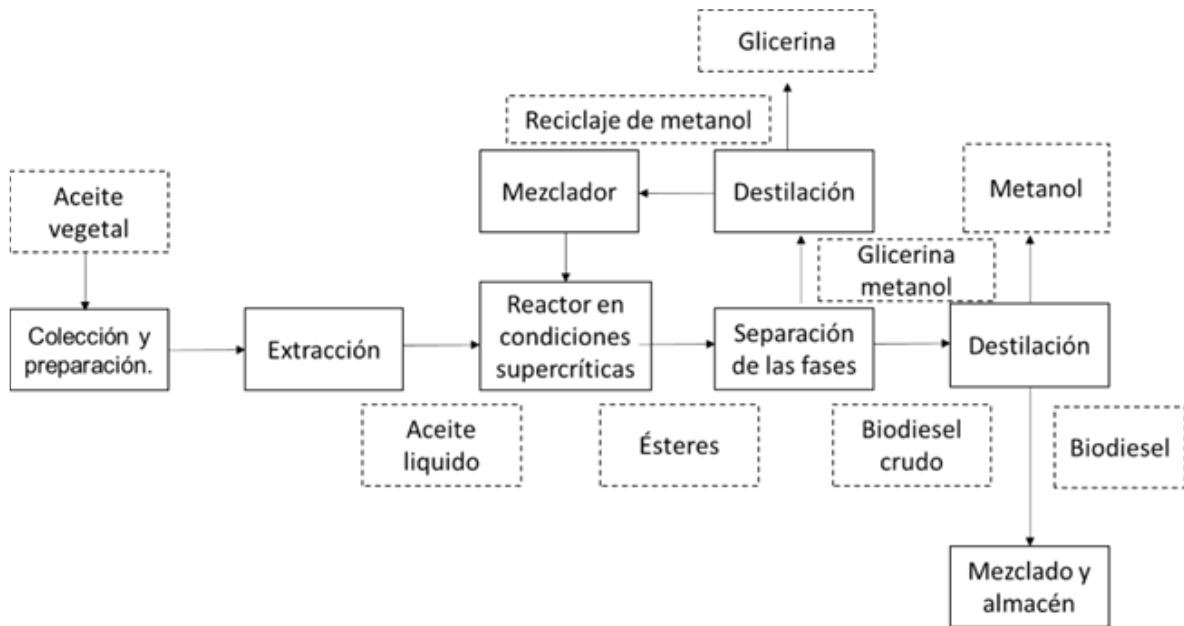 Glicerina
Reciclaje de metanol
Aceite
vegetal
Mezclador
Destilación
Metanol
Glicerina
metanol
Colección y
preparación.
Extracción
Reactor en
condiciones
supercríticas
Separación
de las fases
Destilación
Aceite
liquido
Ésteres
Biodiesel
crudo
Biodiesel
Mezclado y
almacén